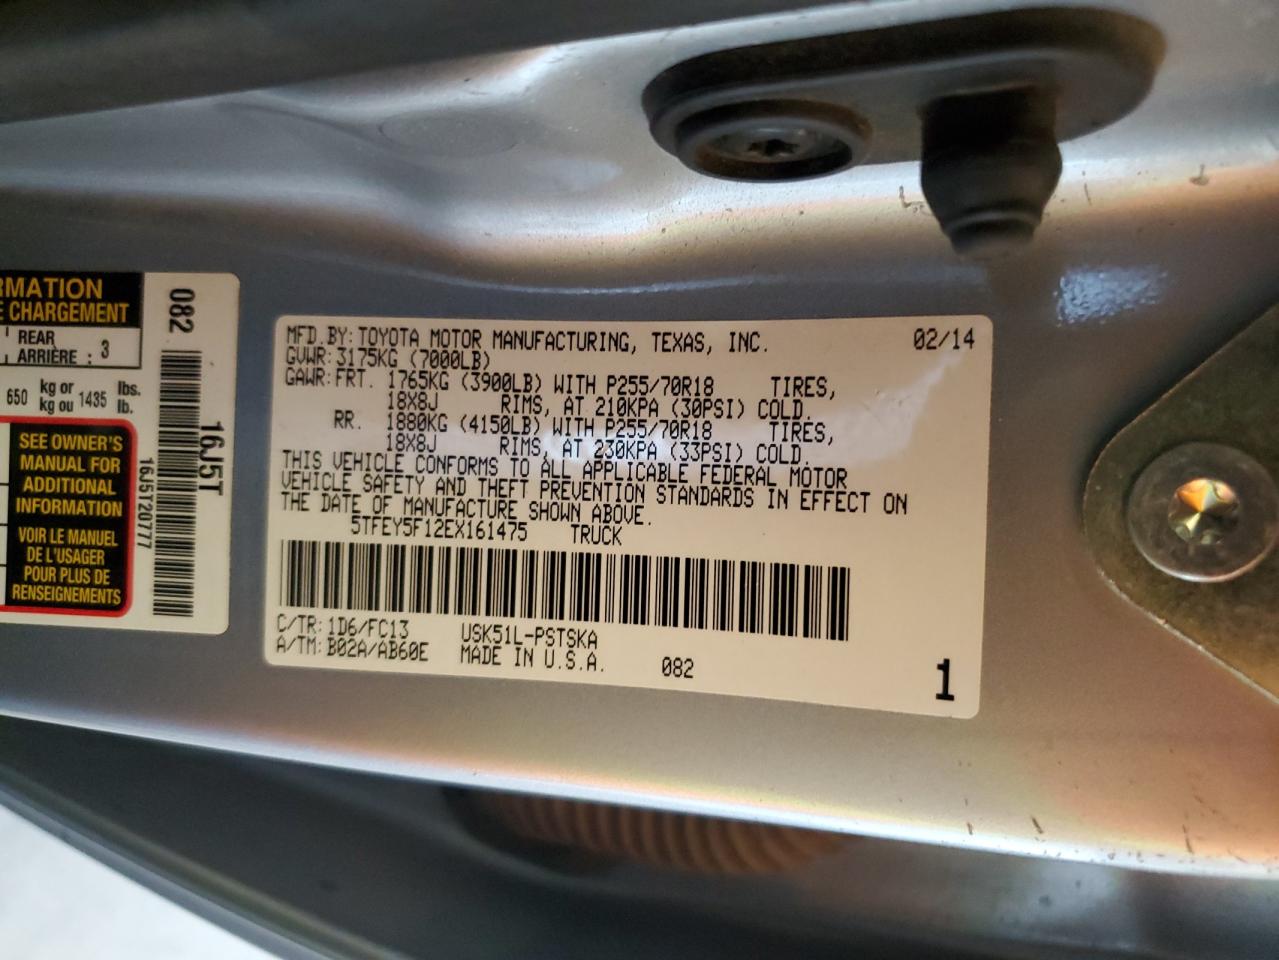 RMATION
E CHARGEMENT
REAR
ARRIÈRE : 3
650 kg or 1435 lbs.
kg ou lb.
SEE OWNER'S
MANUAL FOR
ADDITIONAL
INFORMATION
VOIR LE MANUEL
DE L'USAGER
POUR PLUS DE
RENSEIGNEMENTS
082
16J5T
16J5T20777
MFD.BY:TOYOTA MOTOR MANUFACTURING, TEXAS, INC. 02/14
GVWR:3175KG (7000LB)
GAWR:FRT. 1765KG (3900LB) WITH P255/70R18 TIRES,
18X8J RIMS, AT 210KPA (30PSI) COLD.
RR. 1880KG (4150LB) WITH P255/70R18 TIRES,
18X8J RIMS, AT 230KPA (33PSI) COLD.
THIS VEHICLE CONFORMS TO ALL APPLICABLE FEDERAL MOTOR
VEHICLE SAFETY AND THEFT PREVENTION STANDARDS IN EFFECT ON
THE DATE OF MANUFACTURE SHOWN ABOVE.
5TFEY5F12EX161475 TRUCK
C/TR: 1D6/FC13 USK51L-PSTSKA
A/TM: B02A/AB60E MADE IN U.S.A. 082
1